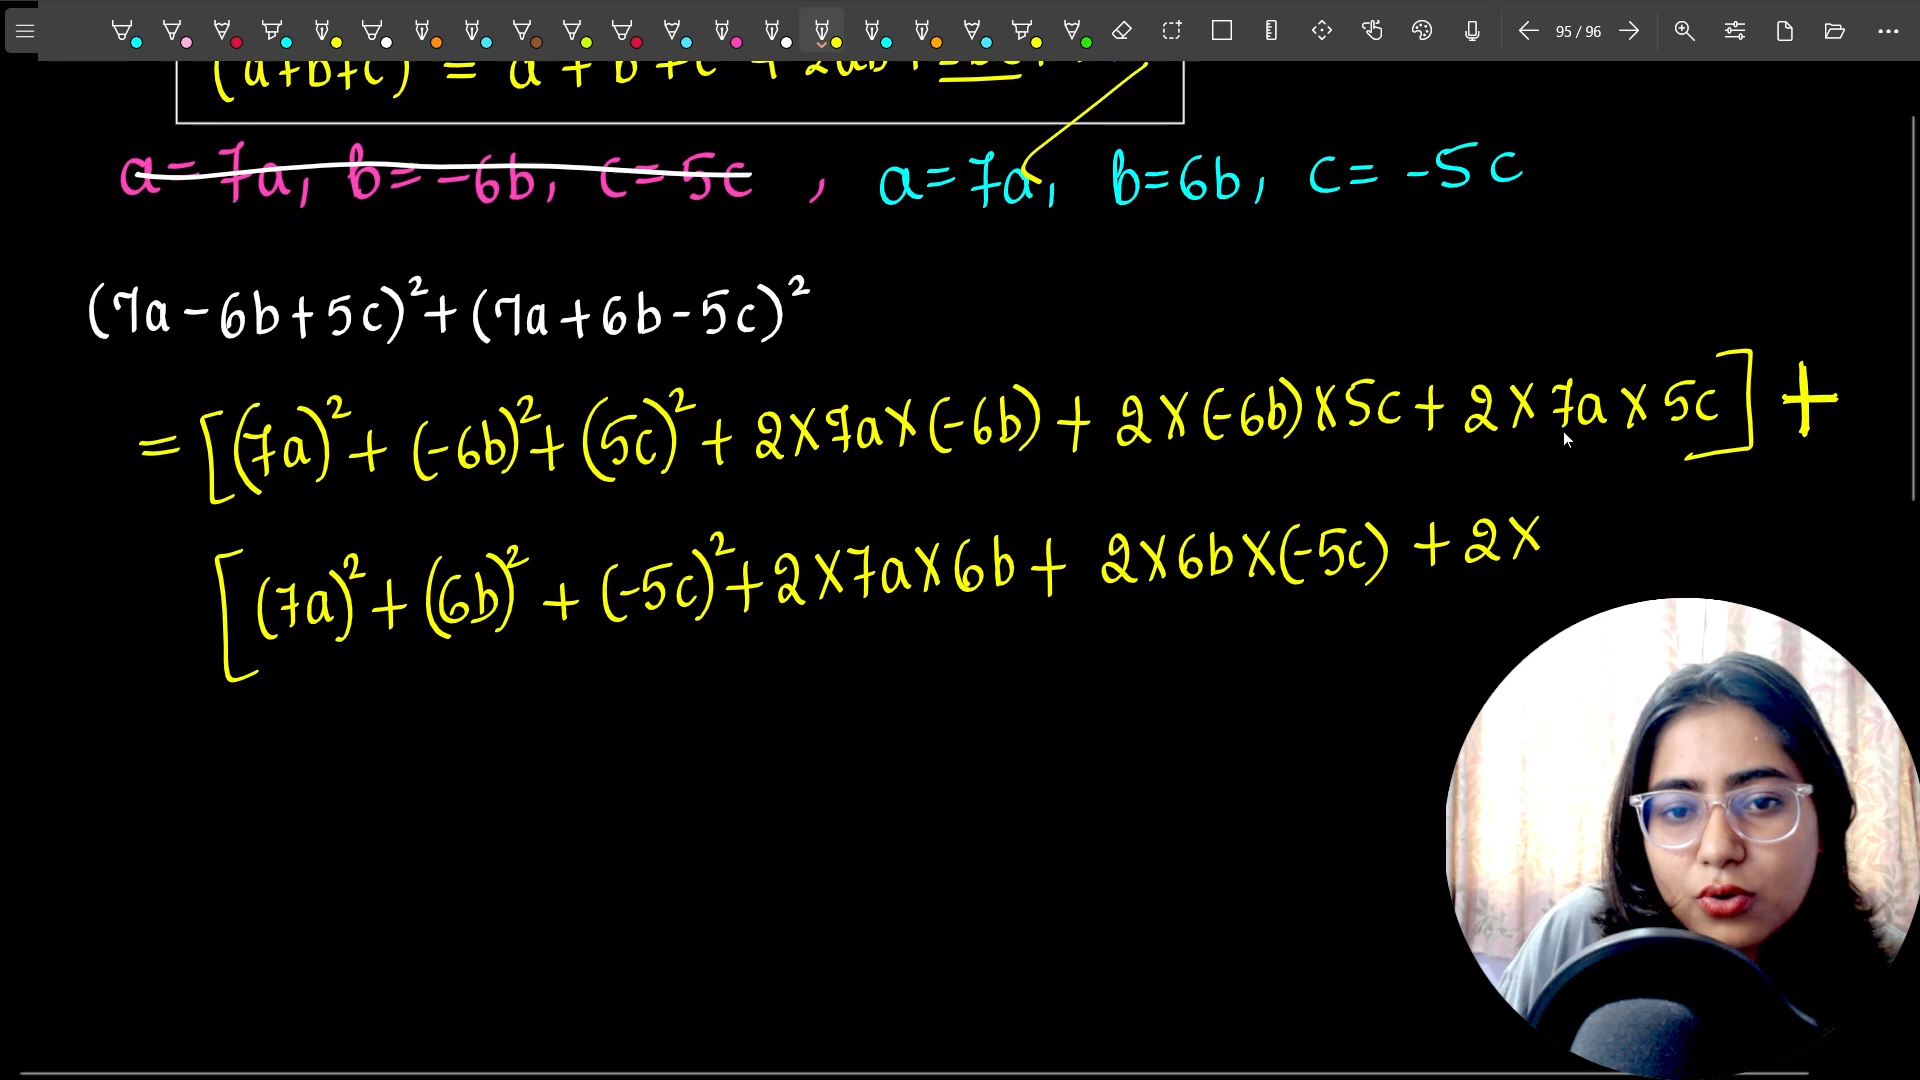 95 / 96
(a+b+c) = a + b + c + 2ab +
a=7a, b=-6b, c=5c , a=7a, b=6b, c= -5c
(7a-6b+5c)²+(7a+6b-5c)²
= [(7a)²+(-6b)²+(5c)²+2×7a×(-6b)+2×(-6b)×5c+2×7a×5c] +
[(7a)²+(6b)²+(-5c)²+2×7a×6b+2×6b×(-5c)+2×